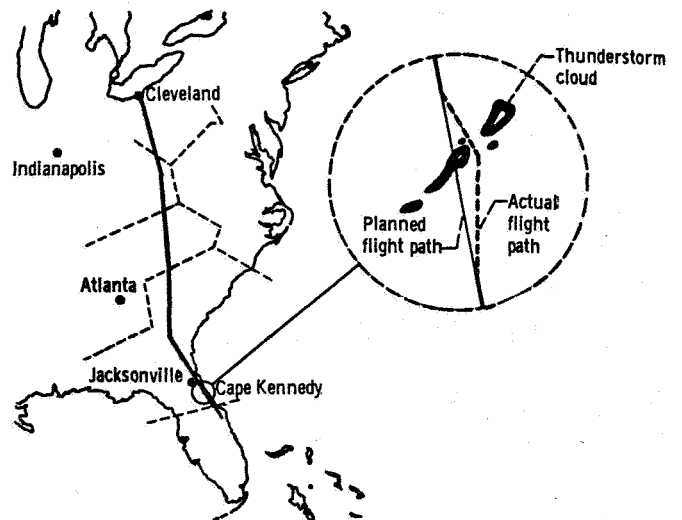 Thunderstorm
cloud
Cleveland
Indianapolis
Planned
flight path
Actual
flight
path
Atlanta
Jacksonville
Cape Kennedy